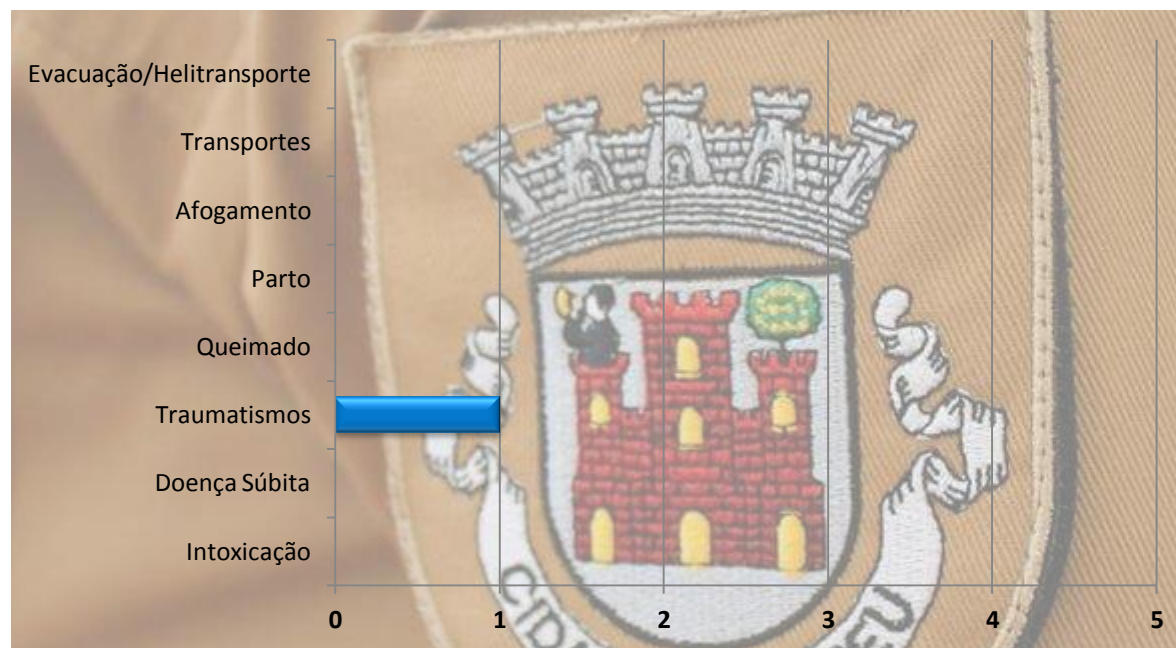 Evacuação/Helitransporte
Transportes
Afogamento
Parto
Queimado
Traumatismos
Doença Súbita
Intoxicação
0 1 2 3 4 5